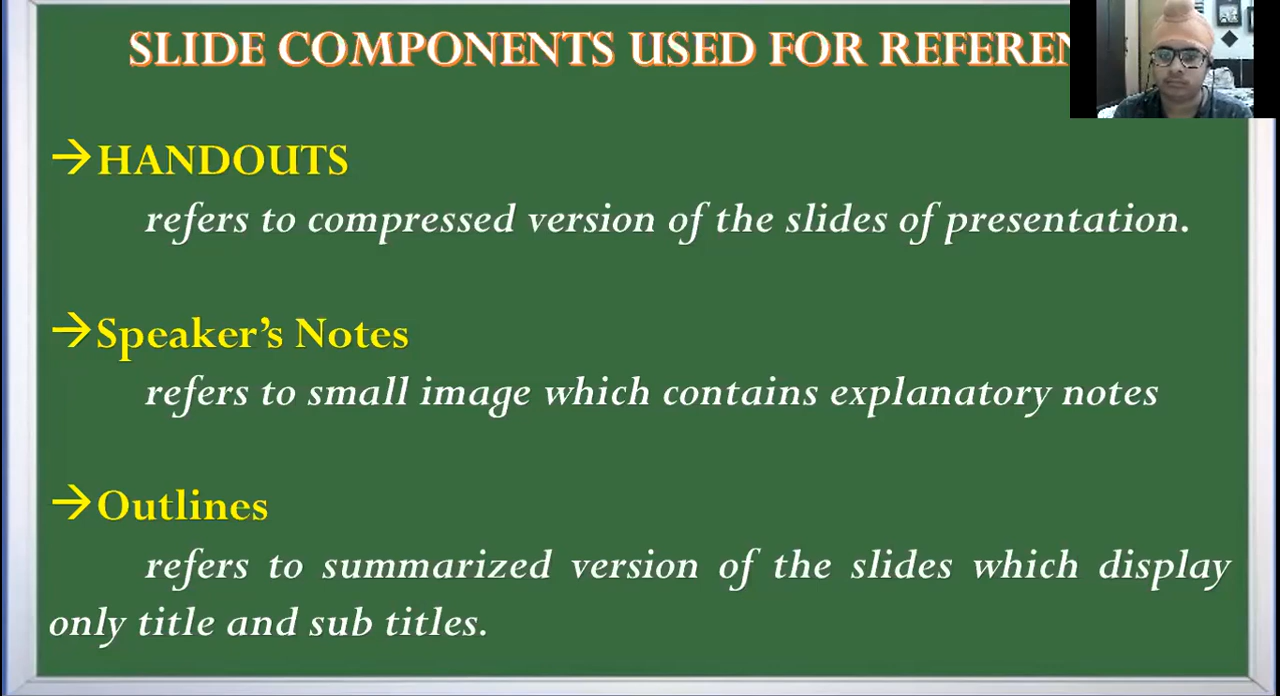 SLIDE COMPONENTS USED FOR
→HANDOUTS
refers to compressed version of the slides of presentation.
→Speaker's Notes
refers to small image which contains explanatory notes
→Outlines
refers to summarized version of the slides which display
only title and sub titles.